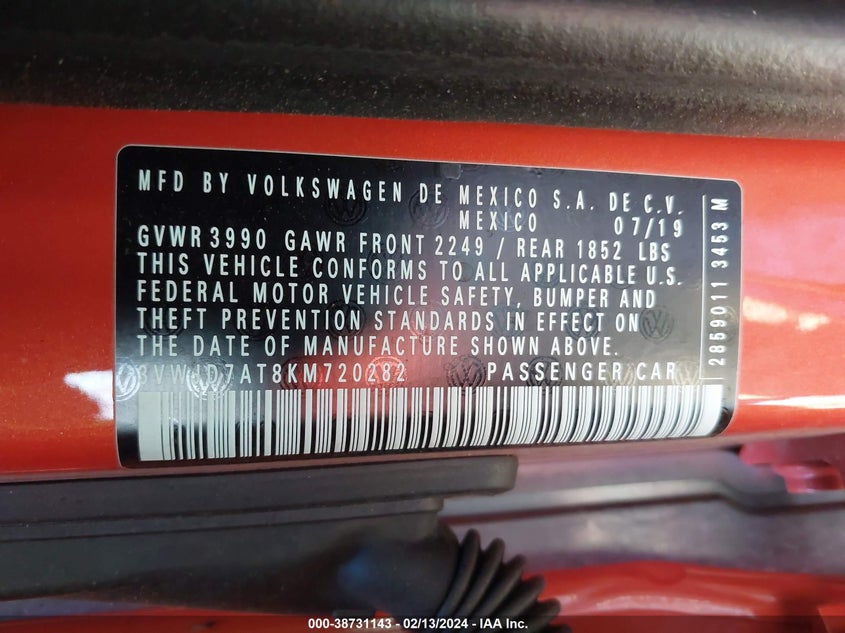 MFD BY VOLKSWAGEN DE MEXICO S.A. DE C.V.
MEXICO 07/19
GVWR 3990 GAWR FRONT 2249 / REAR 1852 LBS
THIS VEHICLE CONFORMS TO ALL APPLICABLE U.S.
FEDERAL MOTOR VEHICLE SAFETY, BUMPER AND
THEFT PREVENTION STANDARDS IN EFFECT ON
THE DATE OF MANUFACTURE SHOWN ABOVE.
PASSENGER CAR
2859011 3453 M
000-38731143 / 02/13/2024 - IAA Inc.